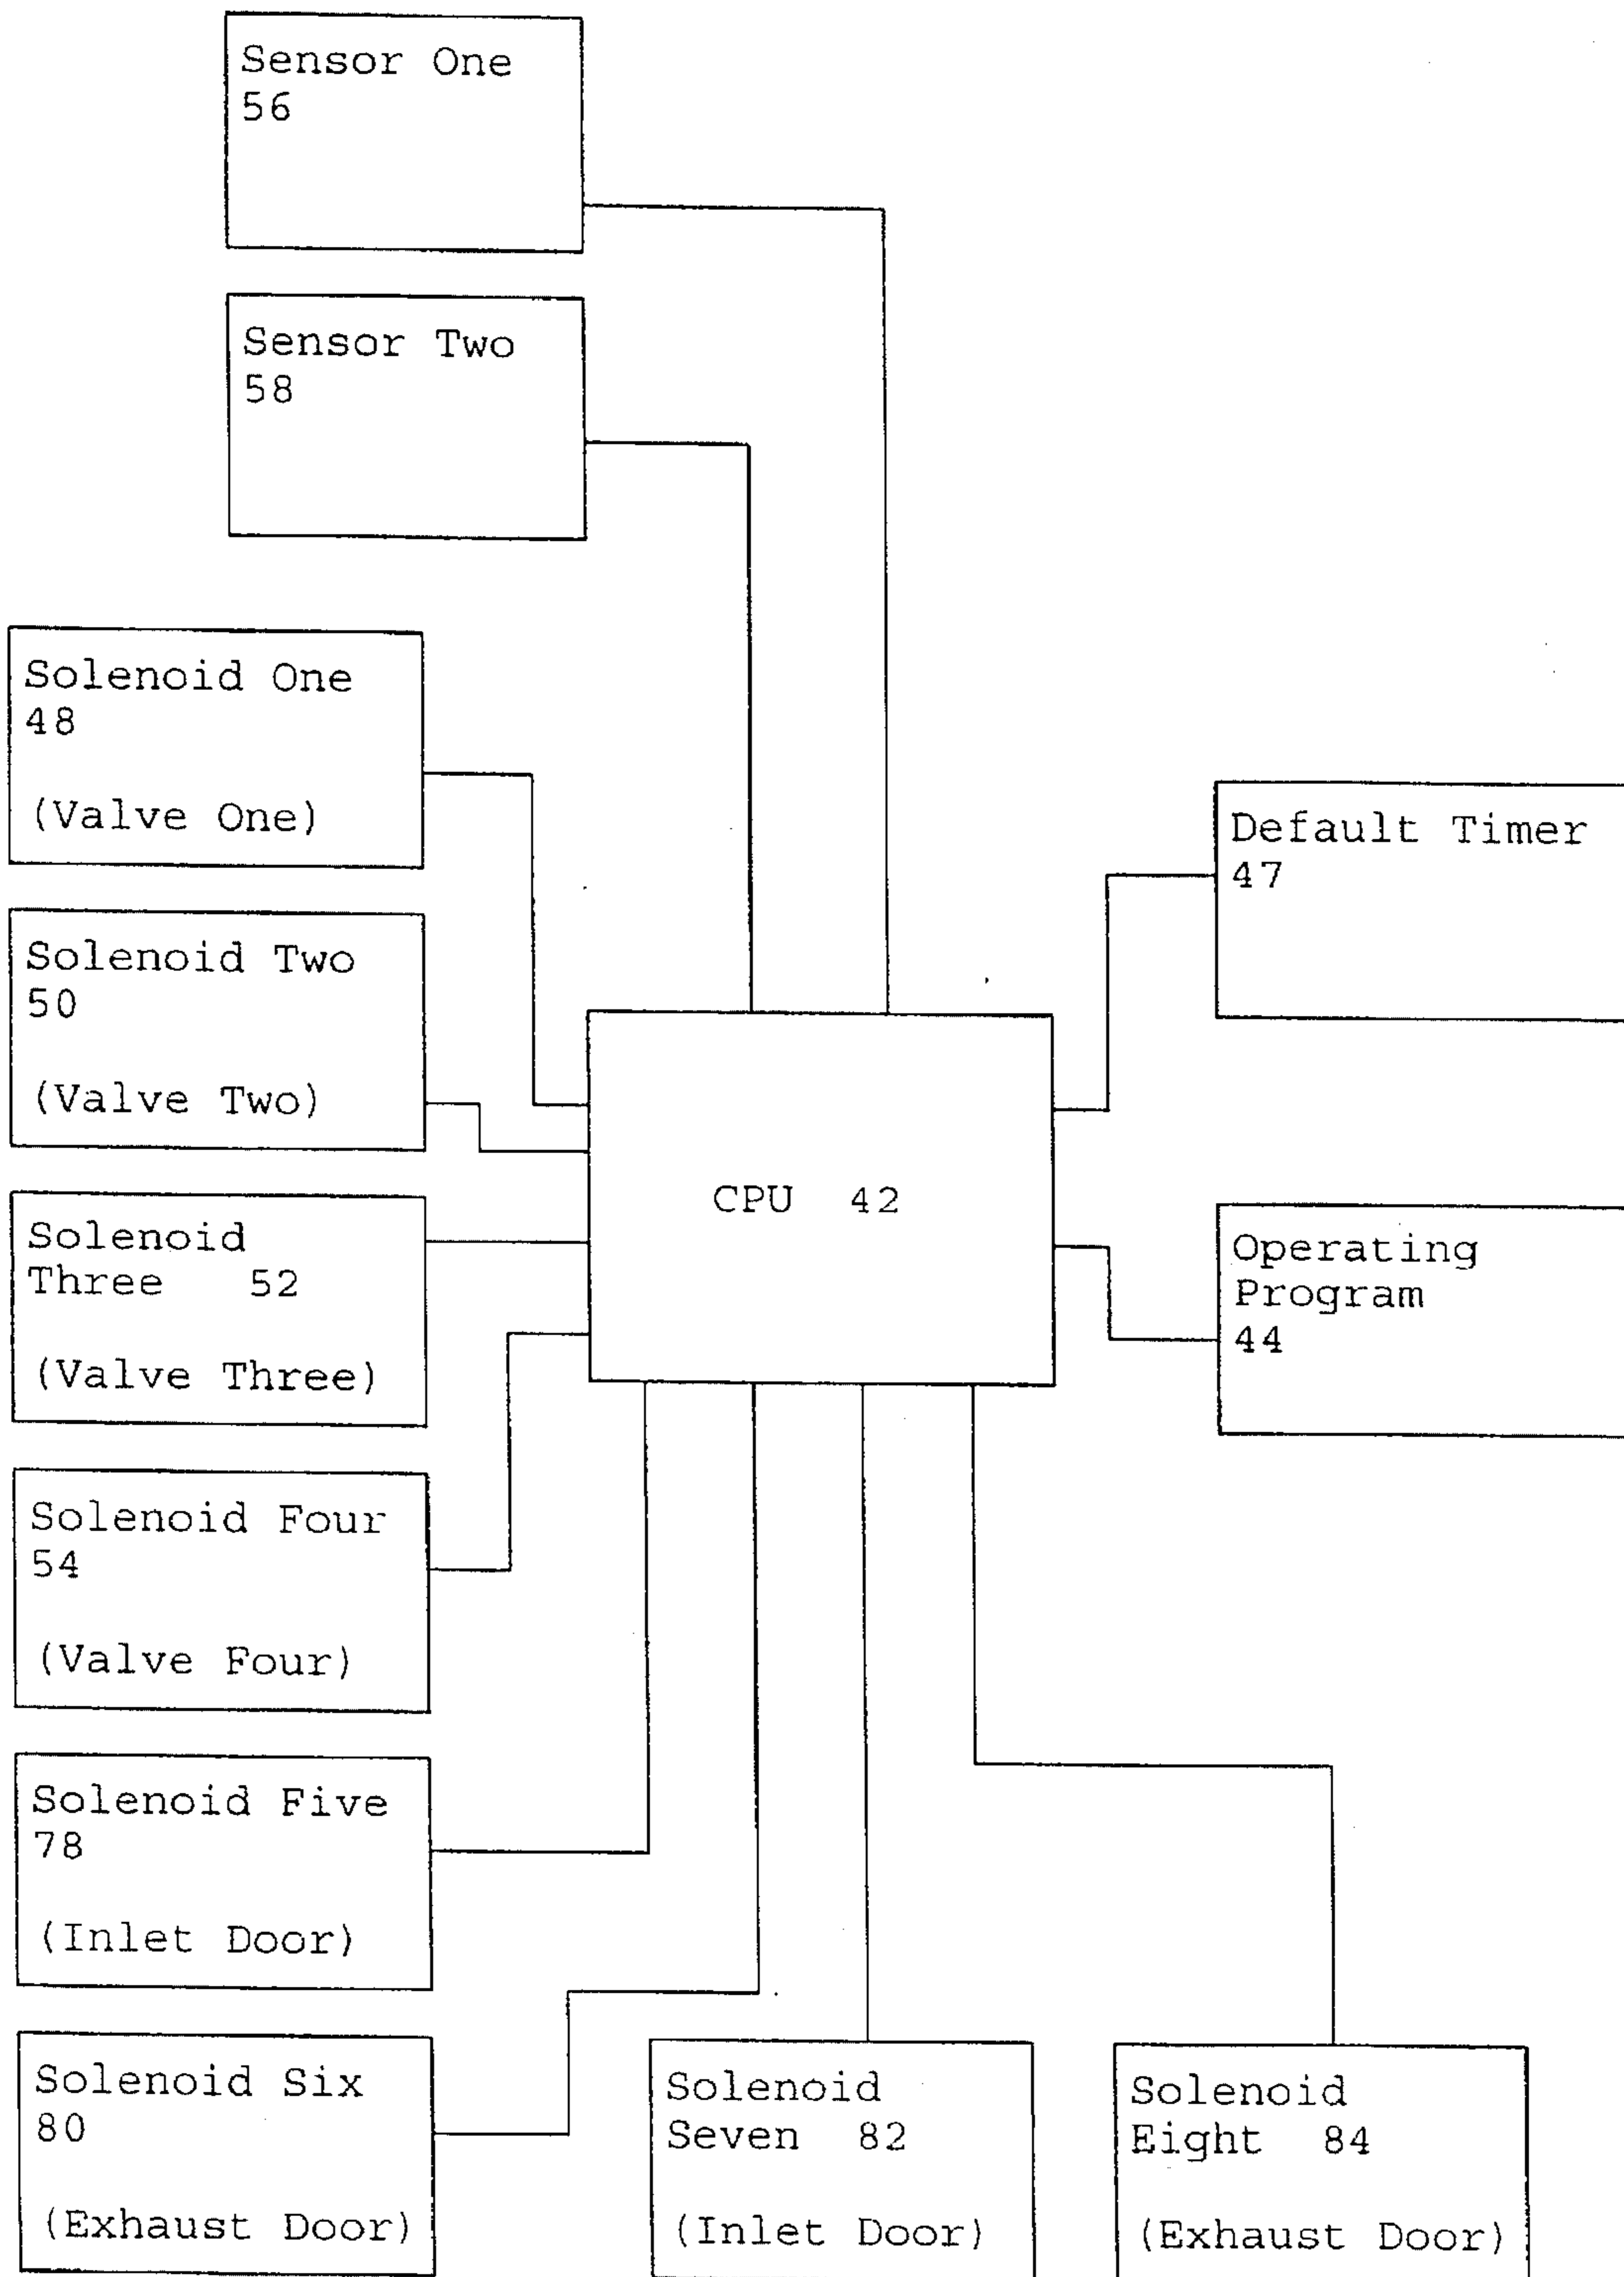 Sensor One
56
Sensor Two
58
Solenoid One
48
(Valve One)
Default Timer
47
Solenoid Two
50
(Valve Two)
CPU 42
Solenoid
Three 52
(Valve Three)
Operating
Program
44
Solenoid Four
54
(Valve Four)
Solenoid Five
78
(Inlet Door)
Solenoid Six
80
(Exhaust Door)
Solenoid
Seven 82
(Inlet Door)
Solenoid
Eight 84
(Exhaust Door)